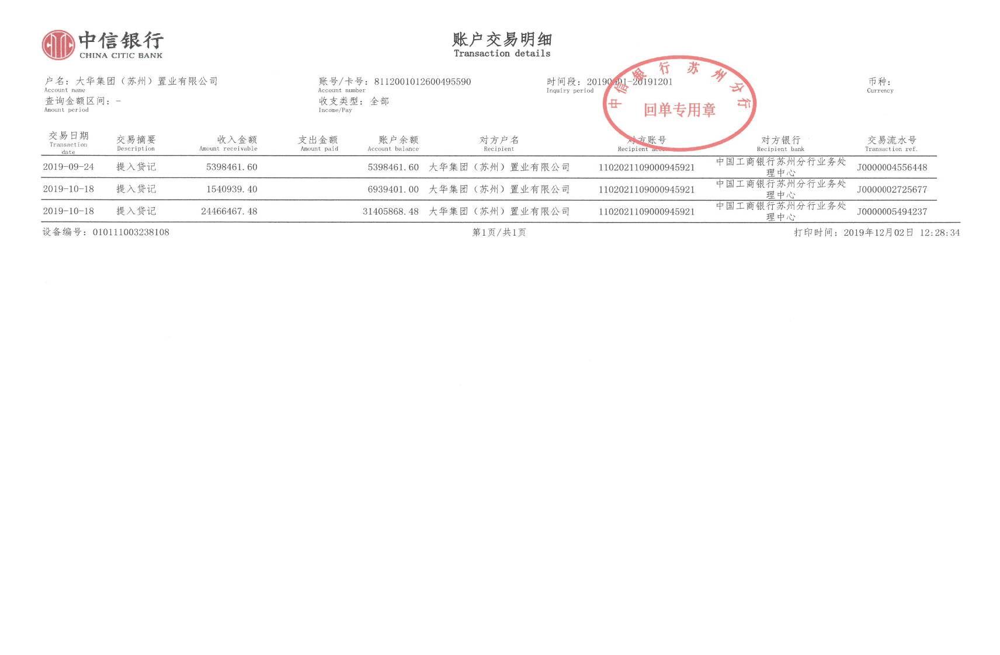 中信银行
CHINA CITIC BANK
账户交易明细
Transaction details
户名：大华集团（苏州）置业有限公司 账号/卡号：8112001012600495590 时间段：20190901-20191201 币种：
Account name Account number Inquiry period Currency
查询金额区间：- 收支类型：全部
Amount period Income/Pay
中信银行苏州分行
回单专用章
交易日期 交易摘要 收入金额 支出金额 账户余额 对方户名 对方账号 对方银行 交易流水号
Transaction date Description Amount receivable Amount paid Account balance Recipient Recipient Recipient bank Transaction ref.
2019-09-24 提入贷记 5398461.60 5398461.60 大华集团（苏州）置业有限公司 1102021109000945921 中国工商银行苏州分行业务处理中心 J0000004556448
2019-10-18 提入贷记 1540939.40 6939401.00 大华集团（苏州）置业有限公司 1102021109000945921 中国工商银行苏州分行业务处理中心 J0000002725677
2019-10-18 提入贷记 24466467.48 31405868.48 大华集团（苏州）置业有限公司 1102021109000945921 中国工商银行苏州分行业务处理中心 J0000005494237
设备编号：010111003238108 第1页/共1页 打印时间：2019年12月02日 12:28:34